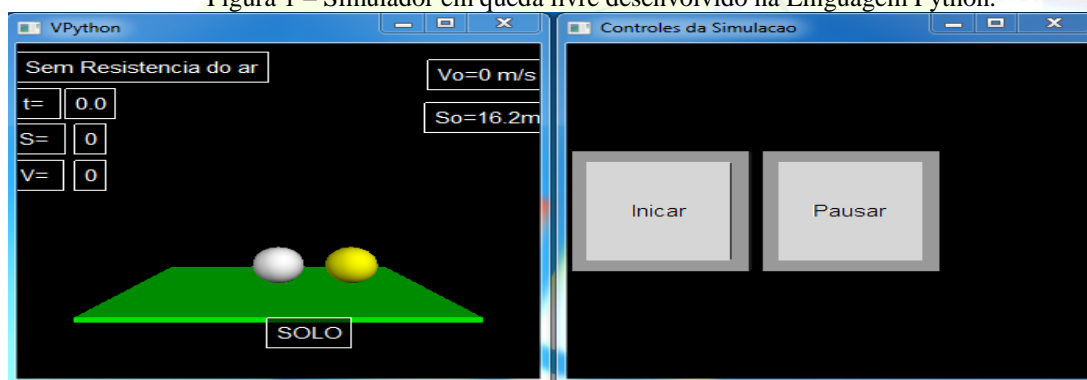 Figura 1 – Simulador em queda livre desenvolvido na Linguagem Python.
VPython
Sem Resistencia do ar
Vo=0 m/s
t= 0.0
So=16.2m
S= 0
V= 0
SOLO
Controles da Simulacao
Inicar
Pausar